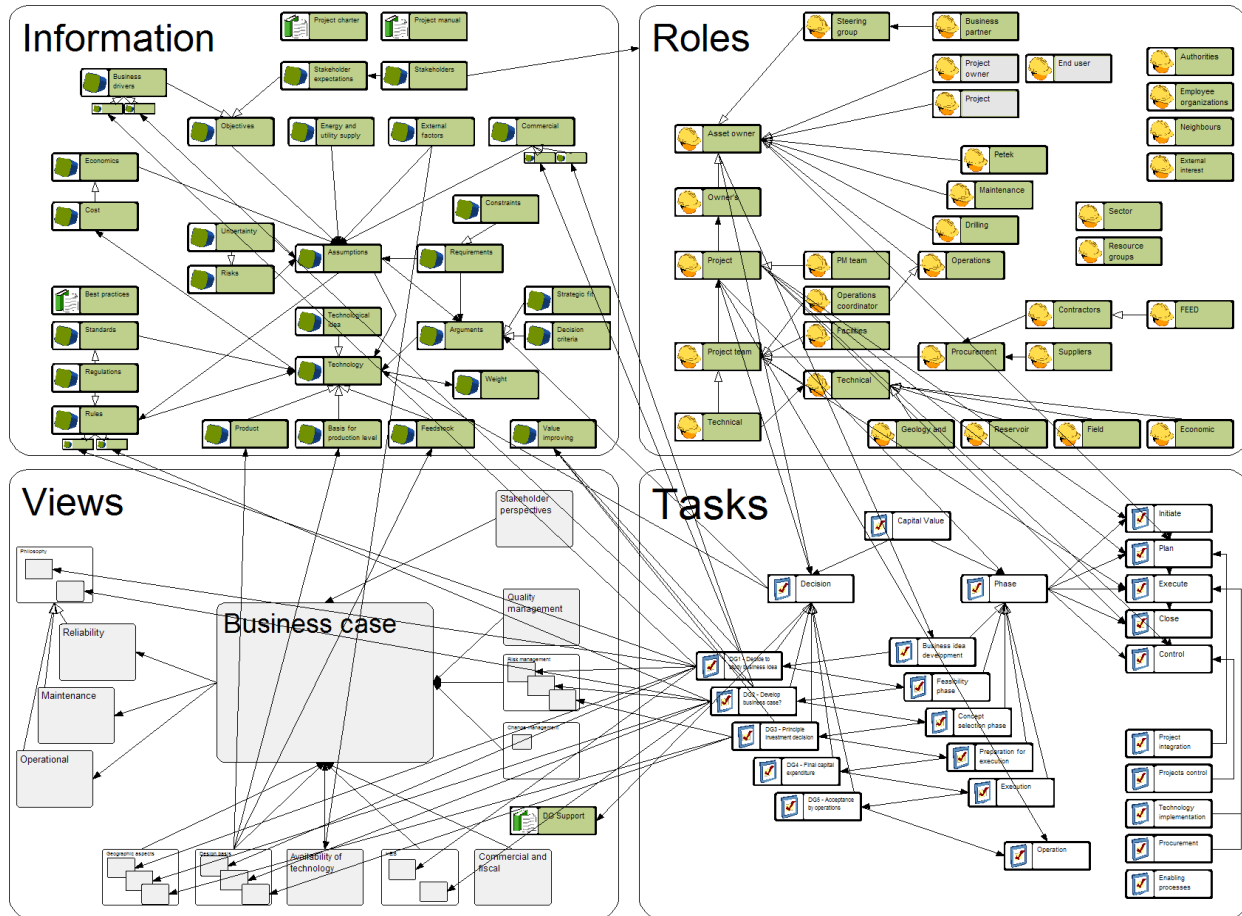 Information
Project charter
Project manual
Business
drivers
Stakeholder
expectations
Stakeholders
Objectives
Energy and
utility supply
External
factors
Commercial
Economics
Cost
Constraints
Uncertainty
Assumptions
Requirements
Risks
Best practices
Technological
idea
Strategic fit
Standards
Arguments
Decision
criteria
Regulations
Technology
Weight
Rules
Product
Basis for
production level
Feedstock
Value
improving
Roles
Steering
group
Business
partner
Project
owner
End user
Authorities
Project
Employee
organizations
Asset owner
Neighbours
Petek
External
interest
Owner's
Maintenance
Drilling
Sector
Resource
groups
Project
PM team
Operations
Operations
coordinator
Contractors
FEED
Facilities
Project team
Procurement
Suppliers
Technical
Technical
Geology and
Reservoir
Field
Economic
Views
Stakeholder
perspectives
Philosophy
Business case
Quality
management
Reliability
Risk management
Maintenance
Change management
Operational
DG Support
Geographic aspects
Design basis
Availability of
technology
Commercial and
fiscal
Tasks
Capital Value
Initiate
Plan
Decision
Phase
Execute
Close
Business idea
development
Control
DG1 - Decide to
study business idea
Feasibility
phase
DG2 - Develop
business case?
Concept
selection phase
DG3 - Principle
investment decision
Project
integration
Preparation for
execution
DG4 - Final capital
expenditure
Projects control
Execution
DG5 - Acceptance
by operations
Technology
implementation
Operation
Procurement
Enabling
processes